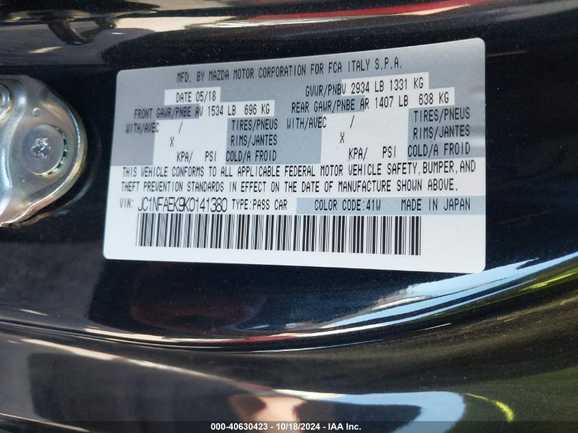 MFD. BY MAZDA MOTOR CORPORATION FOR FCA ITALY S.P.A.
DATE 05/18 GVWR/PNBV 2934 LB 1331 KG
FRONT GAWR/PNBE AV 1534 LB 696 KG REAR GAWR/PNBE AR 1407 LB 638 KG
WITH/AVEC / TIRES/PNEUS WITH/AVEC / TIRES/PNEUS
X RIMS/JANTES X RIMS/JANTES
KPA/ PSI COLD/A FROID KPA/ PSI COLD/A FROID
THIS VEHICLE CONFORMS TO ALL APPLICABLE FEDERAL MOTOR VEHICLE SAFETY,BUMPER,AND
THEFT PREVENTION STANDARDS IN EFFECT ON THE DATE OF MANUFACTURE SHOWN ABOVE.
VIN: JC1NFAEK9K0141380 TYPE:PASS CAR COLOR CODE:41W MADE IN JAPAN
000-40630423 - 10/18/2024 - IAA